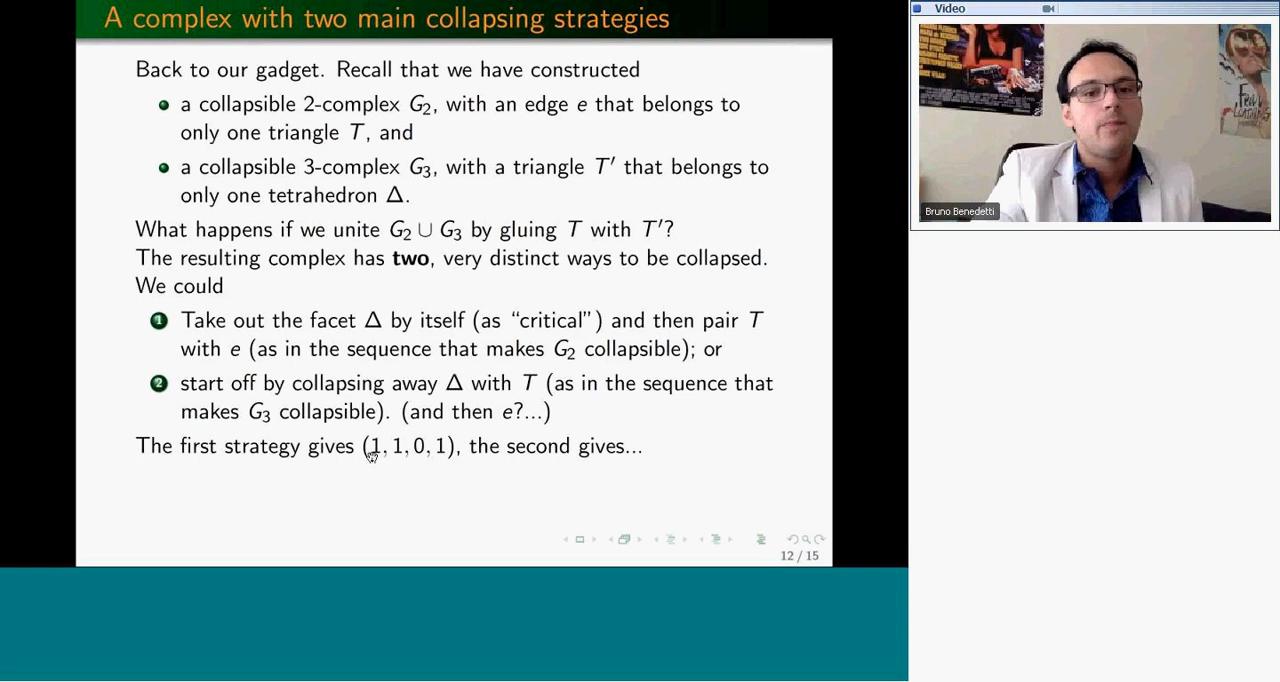 A complex with two main collapsing strategies
Back to our gadget. Recall that we have constructed
a collapsible 2-complex G₂, with an edge e that belongs to
only one triangle T, and
a collapsible 3-complex G₃, with a triangle T′ that belongs to
only one tetrahedron Δ.
What happens if we unite G₂ ∪ G₃ by gluing T with T′?
The resulting complex has two, very distinct ways to be collapsed.
We could
1 Take out the facet Δ by itself (as “critical”) and then pair T
with e (as in the sequence that makes G₂ collapsible); or
2 start off by collapsing away Δ with T (as in the sequence that
makes G₃ collapsible). (and then e?...)
The first strategy gives (1, 1, 0, 1), the second gives...
12 / 15
Video
Bruno Benedetti